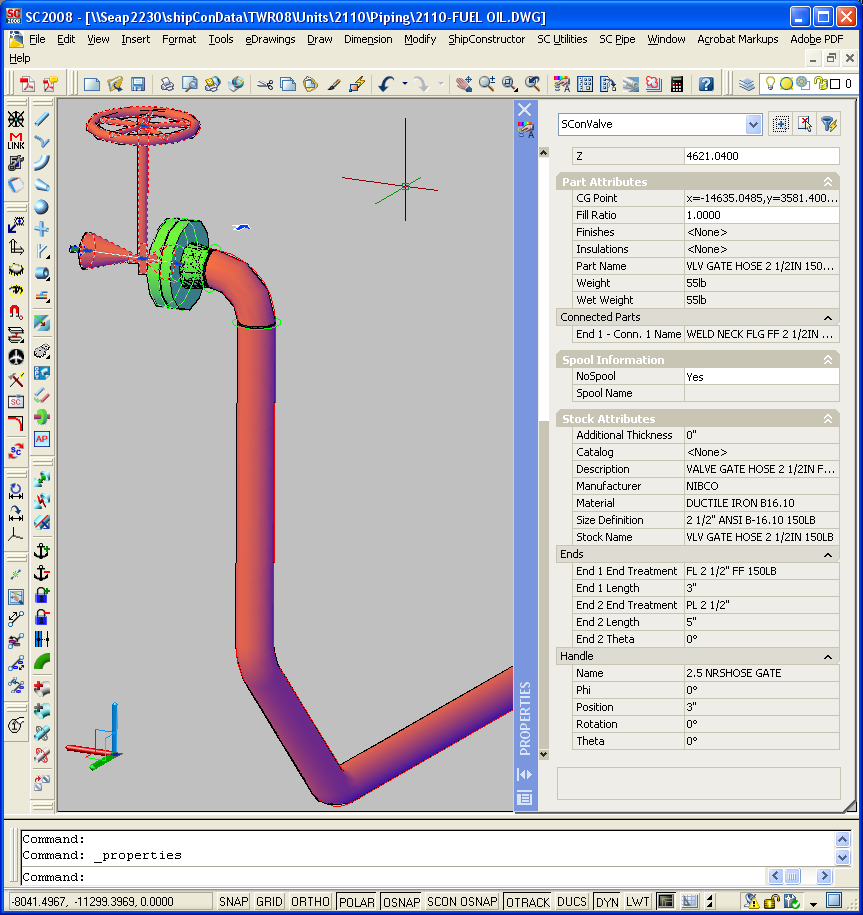 SC2008 - [\\Seap2230\shipConData\TWR08\Units\2110\Piping\2110-FUEL OIL.DWG]
File Edit View Insert Format Tools eDrawings Draw Dimension Modify ShipConstructor SC Utilities SC Pipe Window Acrobat Markups Adobe PDF
Help
0
M
LINK
SC
SC
AP
SConValve
Z 4621.0400
Part Attributes
CG Point x=-14635.0485,y=3581.400...
Fill Ratio 1.0000
Finishes <None>
Insulations <None>
Part Name VLV GATE HOSE 2 1/2IN 150...
Weight 55lb
Wet Weight 55lb
Connected Parts
End 1 - Conn. 1 Name WELD NECK FLG FF 2 1/2IN ...
Spool Information
NoSpool Yes
Spool Name
Stock Attributes
Additional Thickness 0"
Catalog <None>
Description VALVE GATE HOSE 2 1/2IN F...
Manufacturer NIBCO
Material DUCTILE IRON B16.10
Size Definition 2 1/2" ANSI B-16.10 150LB
Stock Name VLV GATE HOSE 2 1/2IN 150LB
Ends
End 1 End Treatment FL 2 1/2" FF 150LB
End 1 Length 3"
End 2 End Treatment PL 2 1/2"
End 2 Length 5"
End 2 Theta 0°
Handle
Name 2.5 NRSHOSE GATE
Phi 0°
Position 3"
Rotation 0°
Theta 0°
PROPERTIES
Command:
Command: _properties
Command:
-8041.4967, -11299.3969, 0.0000 SNAP GRID ORTHO POLAR OSNAP SCON OSNAP OTRACK DUCS DYN LWT